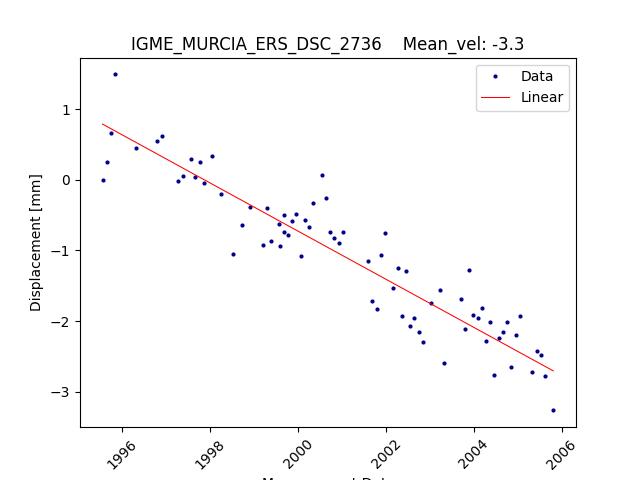 IGME_MURCIA_ERS_DSC_2736    Mean_vel: -3.3
Data
Linear
Displacement [mm]
1
0
−1
−2
−3
1996
1998
2000
2002
2004
2006